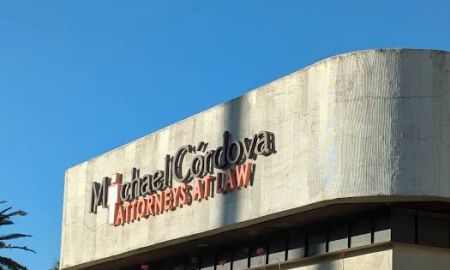 Michael Córdova
ATTORNEYS AT LAW